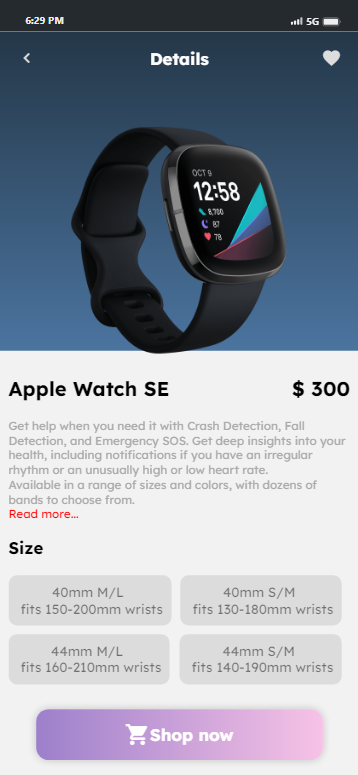 6:29 PM 5G
Details
OCT 9
12:58
8,700
87
78
Apple Watch SE $ 300
Get help when you need it with Crash Detection, Fall
Detection, and Emergency SOS. Get deep insights into your
health, including notifications if you have an irregular
rhythm or an unusually high or low heart rate.
Available in a range of sizes and colors, with dozens of
bands to choose from.
Read more...
Size
40mm M/L
fits 150-200mm wrists
40mm S/M
fits 130-180mm wrists
44mm M/L
fits 160-210mm wrists
44mm S/M
fits 140-190mm wrists
Shop now